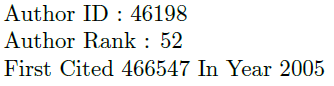 Author ID : 46198
Author Rank : 52
First Cited 466547 In Year 2005